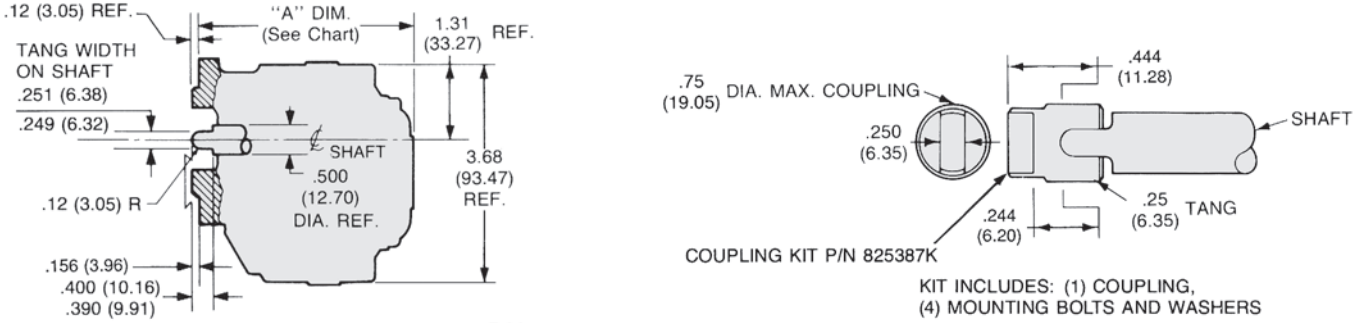 .12 (3.05) REF.
"A" DIM.
(See Chart)
1.31
(33.27)
REF.
TANG WIDTH
ON SHAFT
.251 (6.38)
.249 (6.32)
℄
SHAFT
.500
(12.70)
DIA. REF.
3.68
(93.47)
REF.
.12 (3.05) R
.156 (3.96)
.400 (10.16)
.390 (9.91)
.75
(19.05)
DIA. MAX. COUPLING
.444
(11.28)
.250
(6.35)
SHAFT
.244
(6.20)
.25
(6.35)
TANG
COUPLING KIT P/N 825387K
KIT INCLUDES: (1) COUPLING,
(4) MOUNTING BOLTS AND WASHERS